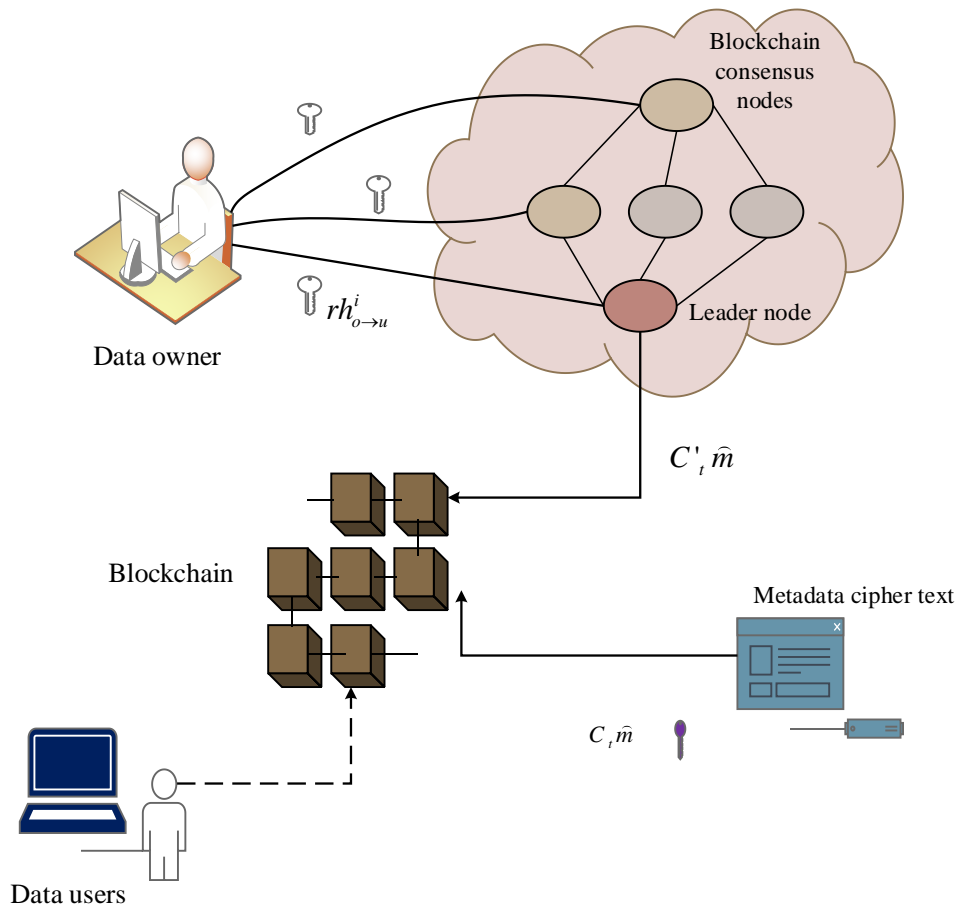 Blockchain
consensus
nodes
rh^i_{o→u}
Leader node
Data owner
C'_t m̂
Blockchain
Metadata cipher text
X
C_t m̂
Data users